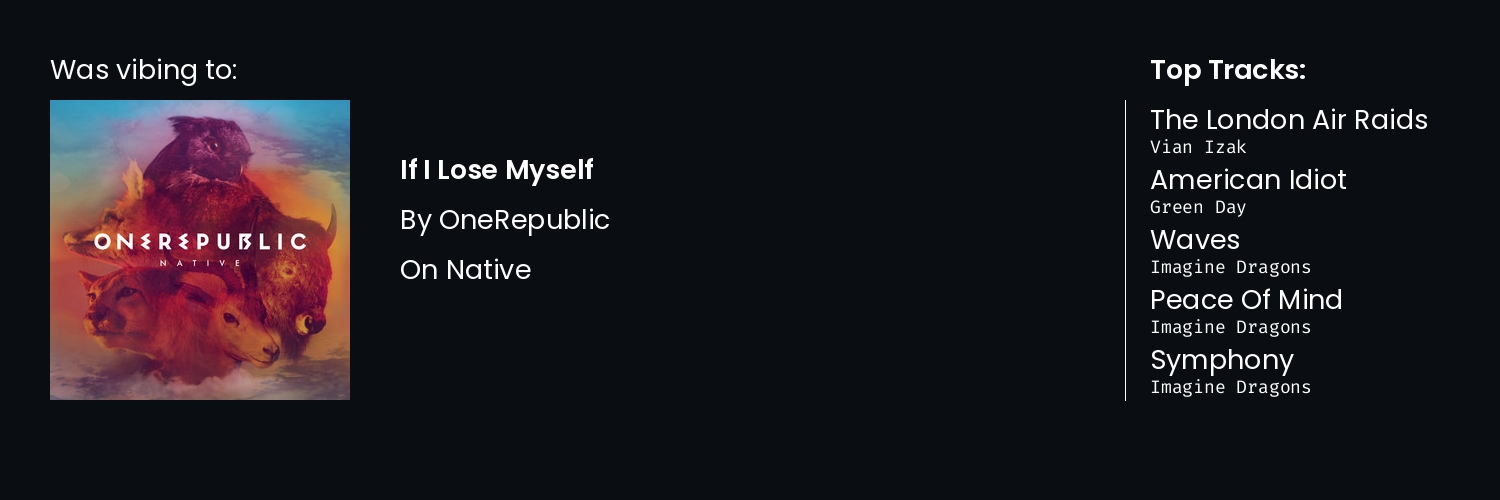 Was vibing to:
ONEREPUBLIC
NATIVE
If I Lose Myself
By OneRepublic
On Native
Top Tracks:
The London Air Raids
Vian Izak
American Idiot
Green Day
Waves
Imagine Dragons
Peace Of Mind
Imagine Dragons
Symphony
Imagine Dragons